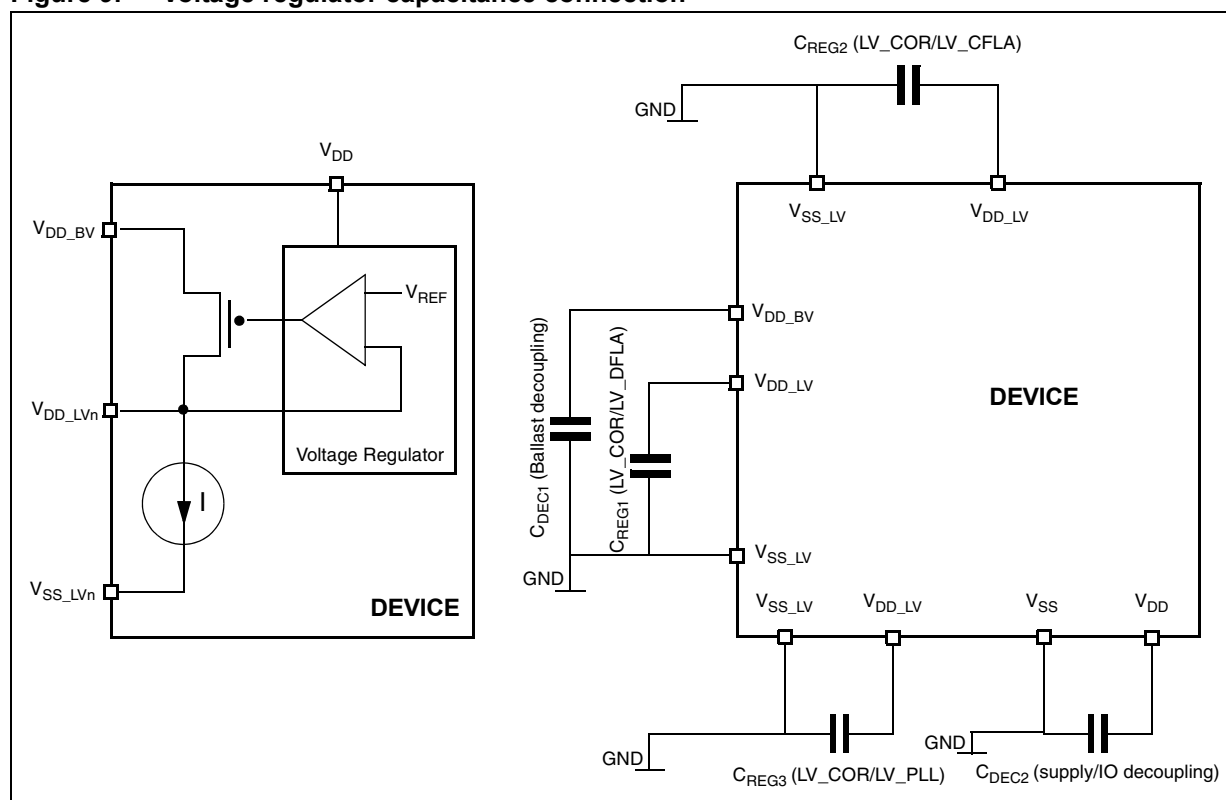 Voltage regulator capacitance connection
CREG2 (LV_COR/LV_CFLA)
GND
VDD
VSS_LV
VDD_LV
VDD_BV
VREF
VDD_LVn
Voltage Regulator
I
VSS_LVn
DEVICE
VDD_BV
VDD_LV
DEVICE
CDEC1 (Ballast decoupling)
CREG1 (LV_COR/LV_DFLA)
VSS_LV
GND
VSS_LV
VDD_LV
VSS
VDD
GND
CREG3 (LV_COR/LV_PLL)
GND
CDEC2 (supply/IO decoupling)